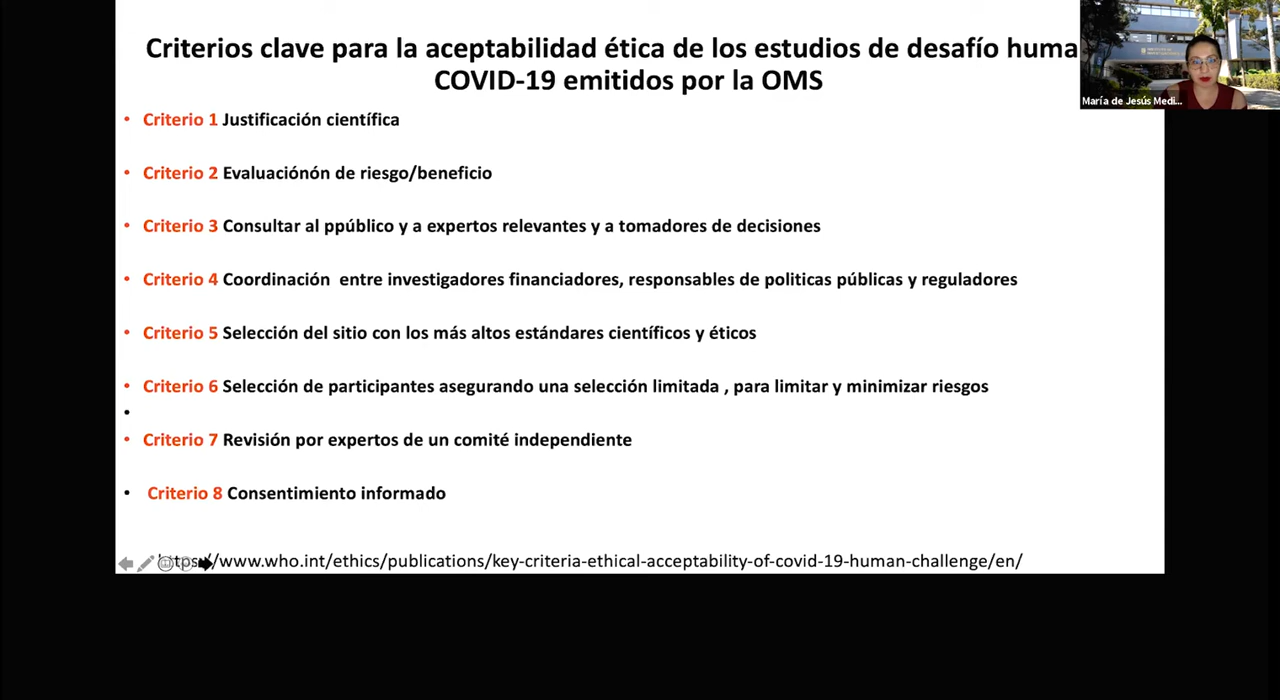 Criterios clave para la aceptabilidad ética de los estudios de desafío huma
COVID-19 emitidos por la OMS
María de Jesús Medi...
• Criterio 1 Justificación científica
• Criterio 2 Evaluaciónón de riesgo/beneficio
• Criterio 3 Consultar al ppúblico y a expertos relevantes y a tomadores de decisiones
• Criterio 4 Coordinación entre investigadores financiadores, responsables de politicas públicas y reguladores
• Criterio 5 Selección del sitio con los más altos estándares científicos y éticos
• Criterio 6 Selección de participantes asegurando una selección limitada , para limitar y minimizar riesgos
•
• Criterio 7 Revisión por expertos de un comité independiente
• Criterio 8 Consentimiento informado
https://www.who.int/ethics/publications/key-criteria-ethical-acceptability-of-covid-19-human-challenge/en/